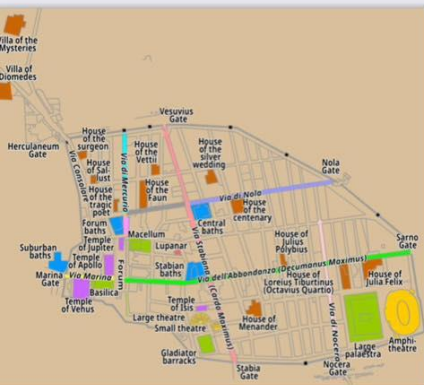 Villa of the
Mysteries
Villa of
Diomedes
Vesuvius
Gate
House
of the
surgeon
House
of the
Vettii
House
of the
silver
wedding
Herculaneum
Gate
Via Consolare
Via di Mercurio
House
of Sal-
lust
House
of the
Faun
House
of the
tragic
poet
Nola
Gate
Via di Nola
House of
the
centenary
Central
baths
Forum
baths
Macellum
Temple
of Jupiter
Lupanar
Suburban
baths
Temple
of Apollo
Stabian
baths
Via Stabiana (Cardo Maximus)
House of
Julius
Polybius
Sarno
Gate
Marina
Gate
Via Marina
Forum
Via dell'Abbondanza (Decumanus Maximus)
Basilica
Temple
of Venus
House of
Loreius Tiburtinus
(Octavius Quartio)
House of
Julia Felix
Temple
of Isis
Large theatre
Small theatre
House of
Menander
Via di Nocera
Gladiator
barracks
Stabia
Gate
Nocera
Gate
Large
palaestra
Amphi-
theatre